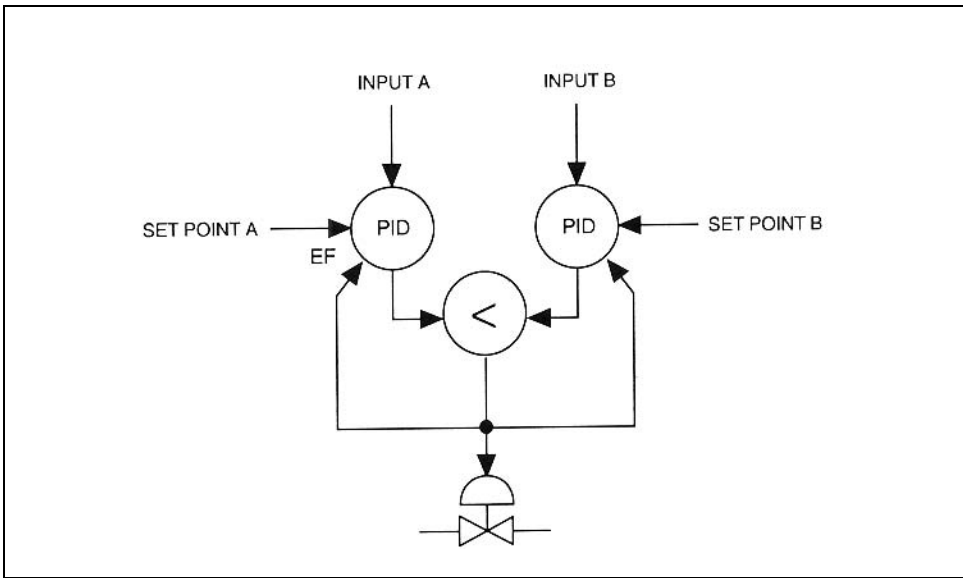 INPUT A
INPUT B
SET POINT A
PID
PID
SET POINT B
EF
<